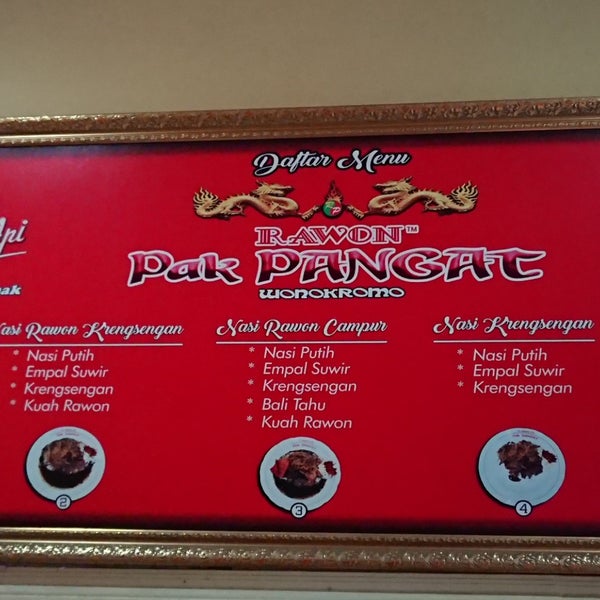 Daftar Menu
RAWON™
Pak PANGAT
WONOKROMO
Api
Nasi Rawon Krengsengan
* Nasi Putih
* Empal Suwir
* Krengsengan
* Kuah Rawon
2
Nasi Rawon Campur
* Nasi Putih
* Empal Suwir
* Krengsengan
* Bali Tahu
* Kuah Rawon
3
Nasi Krengsengan
* Nasi Putih
* Empal Suwir
* Krengsengan
4